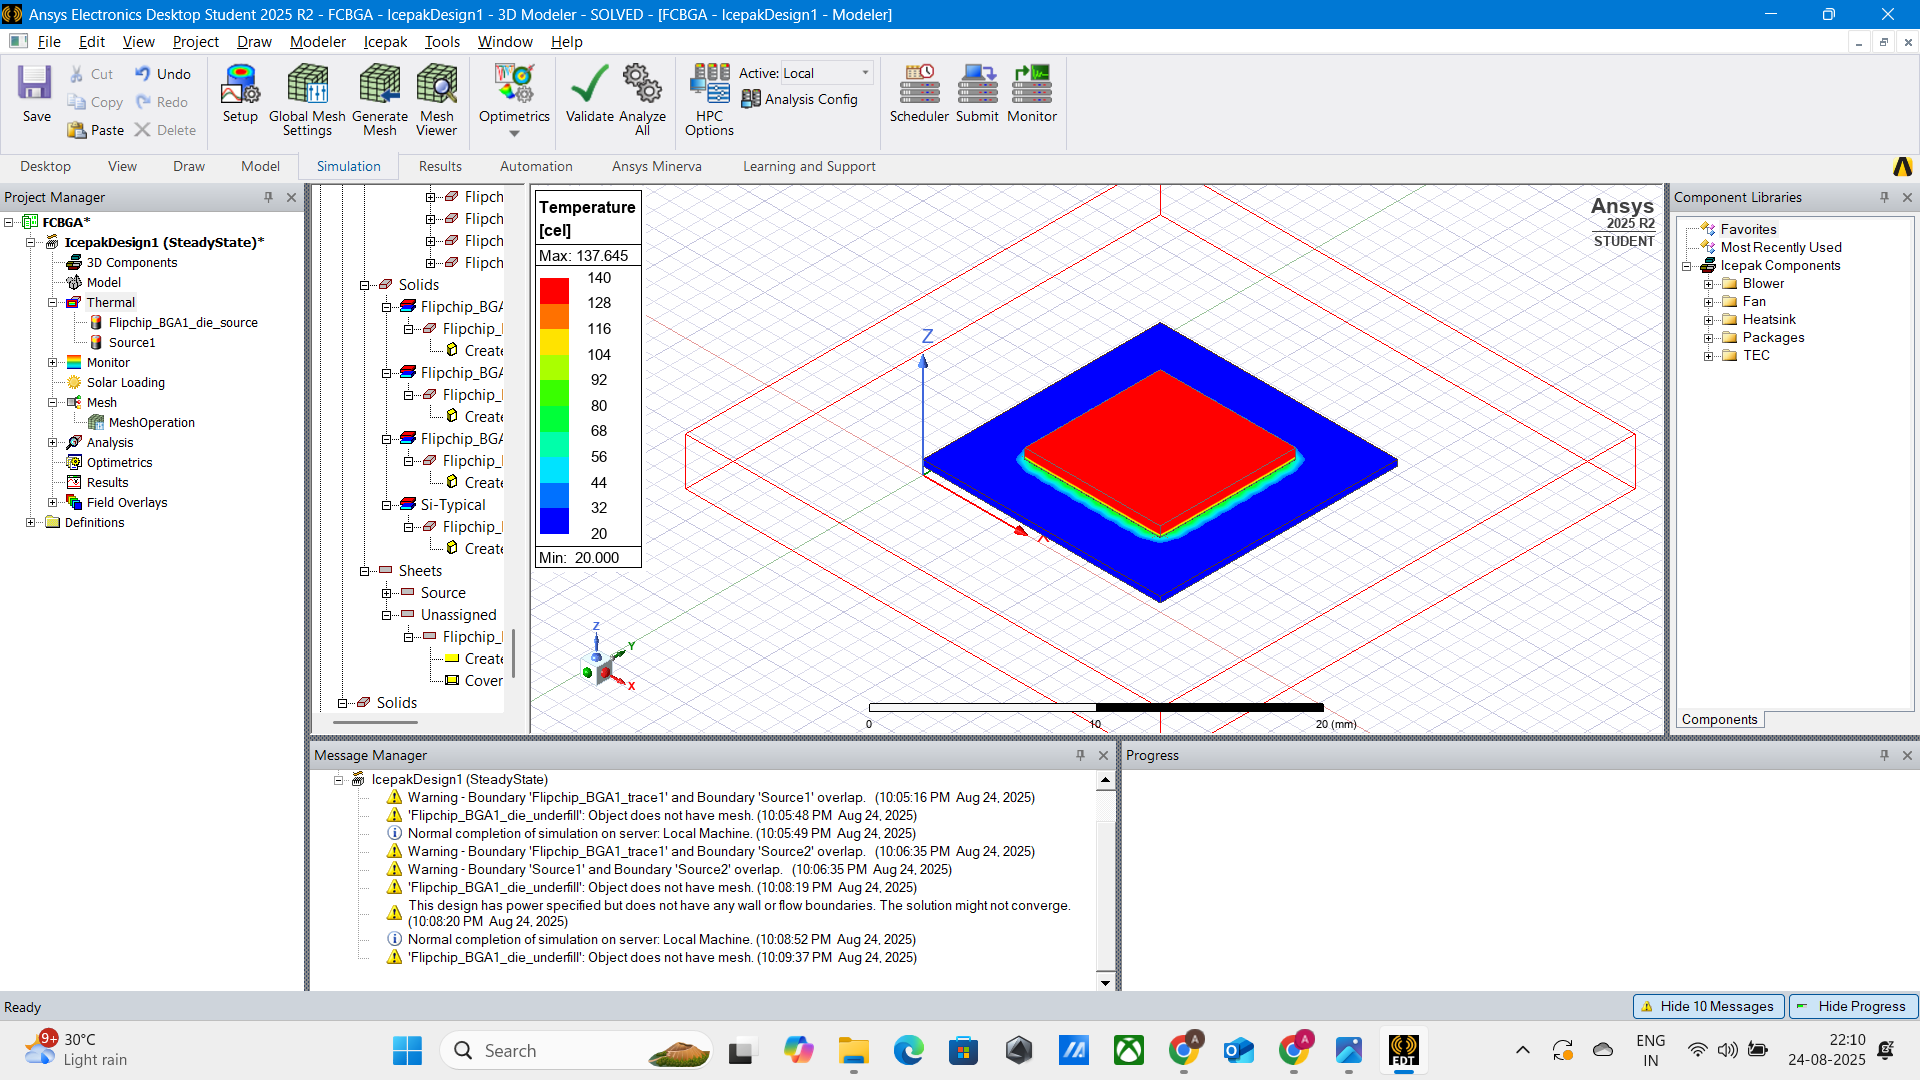 Ansys Electronics Desktop Student 2025 R2 - FCBGA - IcepakDesign1 - 3D Modeler - SOLVED - [FCBGA - IcepakDesign1 - Modeler]
File Edit View Project Draw Modeler Icepak Tools Window Help
Save
Cut
Copy
Paste
Undo
Redo
Delete
Setup
Global Mesh
Settings
Generate
Mesh
Mesh
Viewer
Optimetrics
Validate
Analyze
All
HPC
Options
Active: Local
Analysis Config
Scheduler
Submit
Monitor
Desktop View Draw Model Simulation Results Automation Ansys Minerva Learning and Support
Project Manager
FCBGA*
IcepakDesign1 (SteadyState)*
3D Components
Model
Thermal
Flipchip_BGA1_die_source
Source1
Monitor
Solar Loading
Mesh
MeshOperation
Analysis
Optimetrics
Results
Field Overlays
Definitions
Flipch
Flipch
Flipch
Flipch
Solids
Flipchip_BGA
Flipchip_
Create
Flipchip_BGA
Flipchip_
Create
Flipchip_BGA
Flipchip_
Create
Si-Typical
Flipchip_
Create
Sheets
Source
Unassigned
Flipchip_
Create
Cover
Solids
Temperature
[cel]
Max: 137.645
140
128
116
104
92
80
68
56
44
32
20
Min: 20.000
Z
X
Z
Y
X
Ansys
2025 R2
STUDENT
0 10 20 (mm)
Component Libraries
Favorites
Most Recently Used
Icepak Components
Blower
Fan
Heatsink
Packages
TEC
Components
Message Manager
IcepakDesign1 (SteadyState)
Warning - Boundary 'Flipchip_BGA1_trace1' and Boundary 'Source1' overlap. (10:05:16 PM Aug 24, 2025)
'Flipchip_BGA1_die_underfill': Object does not have mesh. (10:05:48 PM Aug 24, 2025)
Normal completion of simulation on server: Local Machine. (10:05:49 PM Aug 24, 2025)
Warning - Boundary 'Flipchip_BGA1_trace1' and Boundary 'Source2' overlap. (10:06:35 PM Aug 24, 2025)
Warning - Boundary 'Source1' and Boundary 'Source2' overlap. (10:06:35 PM Aug 24, 2025)
'Flipchip_BGA1_die_underfill': Object does not have mesh. (10:08:19 PM Aug 24, 2025)
This design has power specified but does not have any wall or flow boundaries. The solution might not converge.
(10:08:20 PM Aug 24, 2025)
Normal completion of simulation on server: Local Machine. (10:08:52 PM Aug 24, 2025)
'Flipchip_BGA1_die_underfill': Object does not have mesh. (10:09:37 PM Aug 24, 2025)
Progress
Ready
Hide 10 Messages
Hide Progress
9+
30°C
Light rain
Search
A
A
EDT
ENG
IN
22:10
24-08-2025